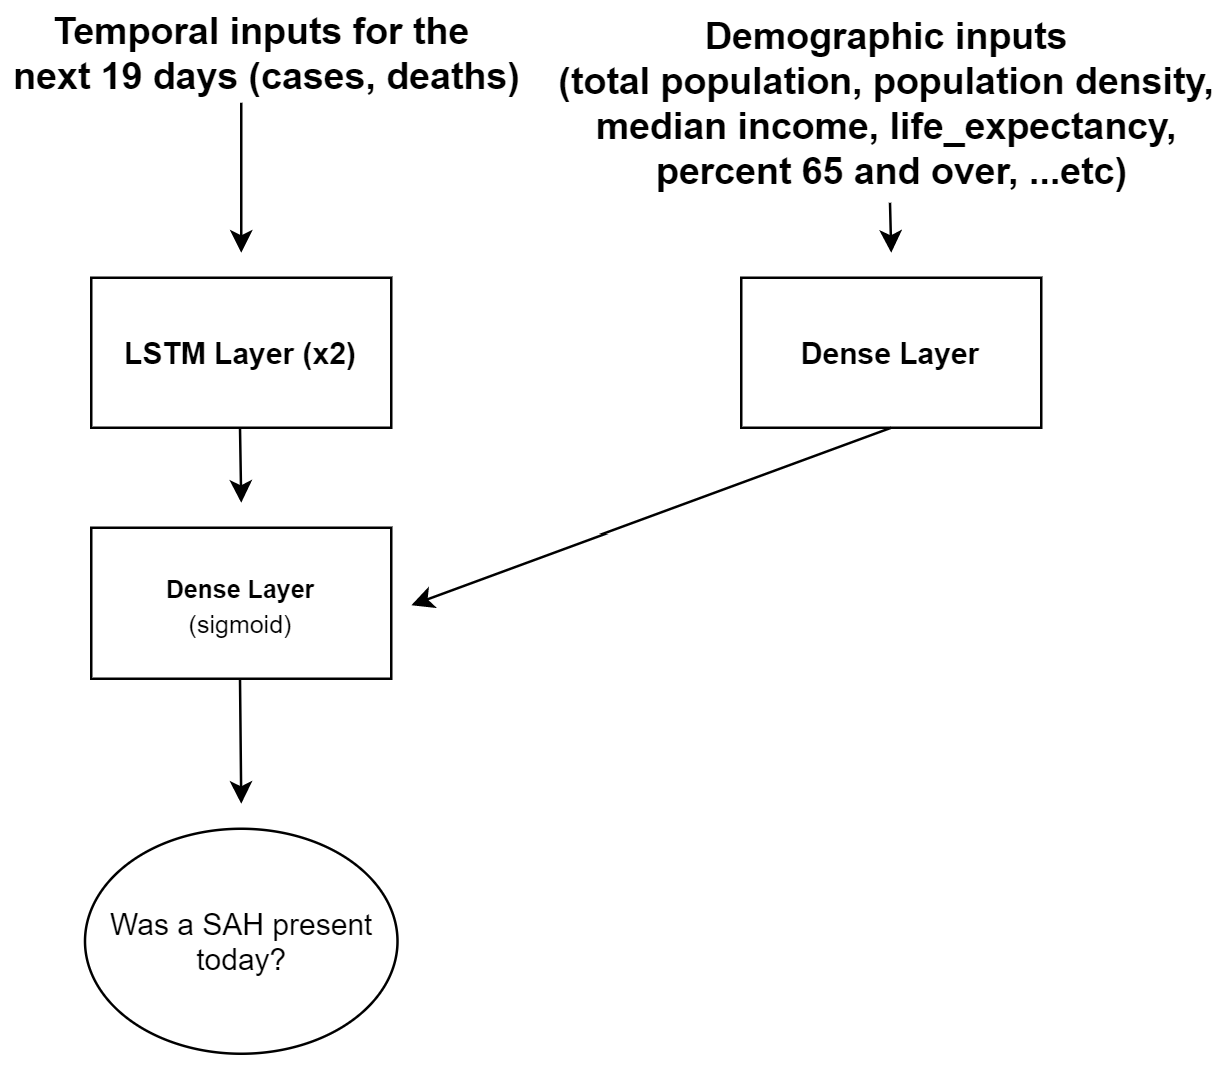 Temporal inputs for the
next 19 days (cases, deaths)
Demographic inputs
(total population, population density,
median income, life_expectancy,
percent 65 and over, ...etc)
LSTM Layer (x2)
Dense Layer
Dense Layer
(sigmoid)
Was a SAH present
today?